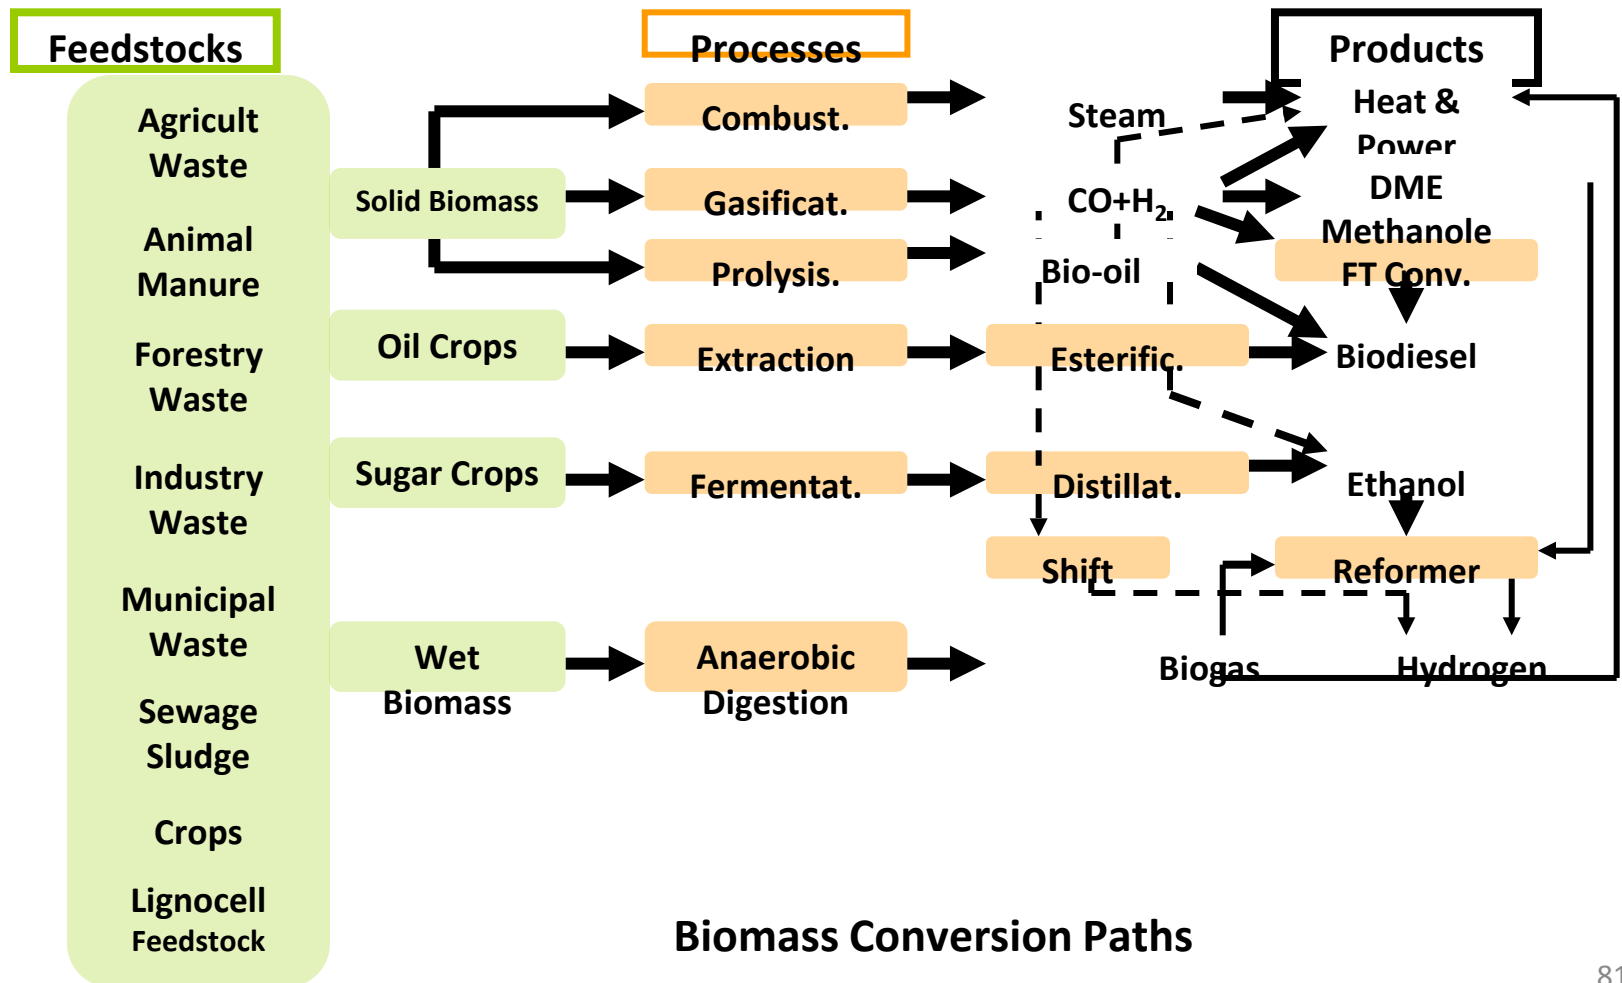 Feedstocks
Processes
Products
Agricult
Waste
Animal
Manure
Forestry
Waste
Industry
Waste
Municipal
Waste
Sewage
Sludge
Crops
Lignocell
Feedstock
Solid Biomass
Oil Crops
Sugar Crops
Wet
Biomass
Combust.
Gasificat.
Prolysis.
Extraction
Fermentat.
Anaerobic
Digestion
Steam
CO+H₂
Bio-oil
Esterific.
Distillat.
Shift
Biogas
Heat &
Power
DME
Methanole
FT Conv.
Biodiesel
Ethanol
Reformer
Hydrogen
Biomass Conversion Paths
81